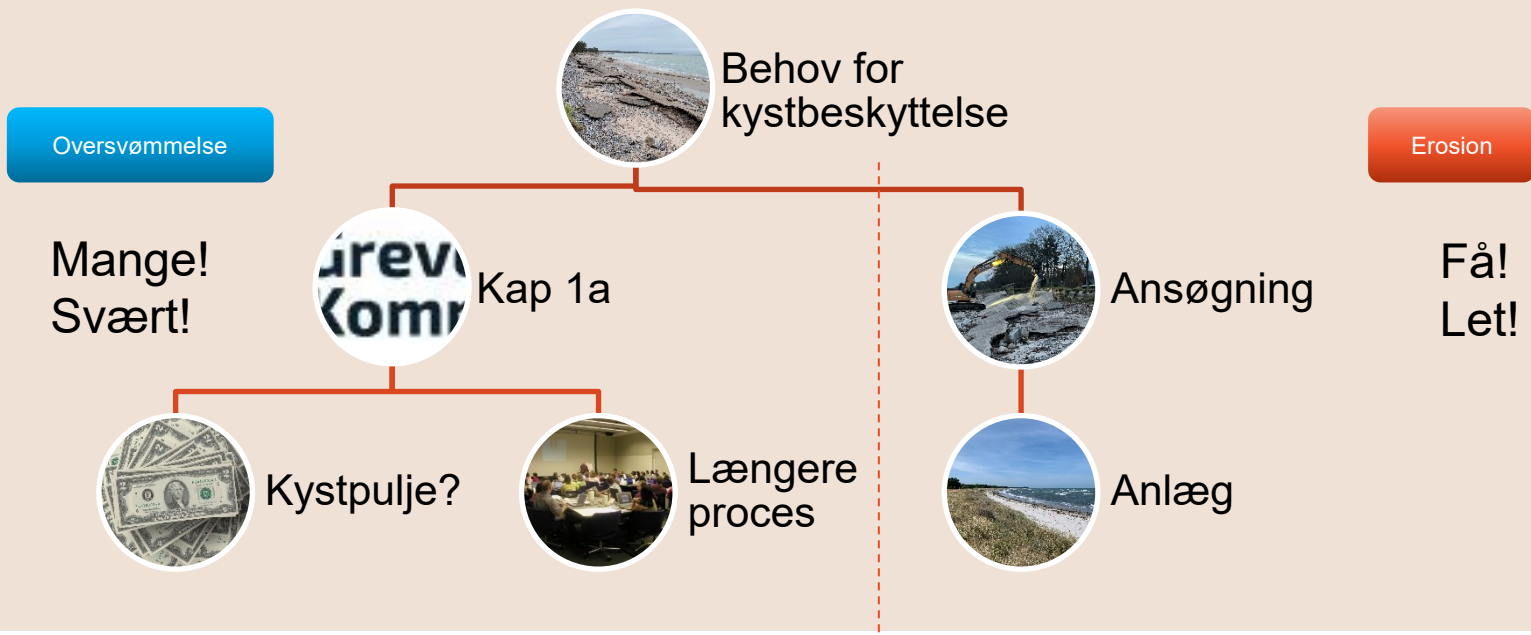 Behov for
kystbeskyttelse
Oversvømmelse
Erosion
Mange!
Svært!
Kap 1a
Ansøgning
Få!
Let!
Kystpulje?
Længere
proces
Anlæg